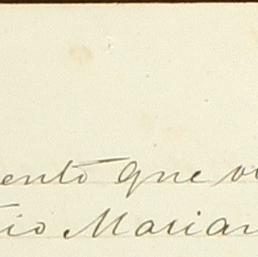 ento que o
tio Marian